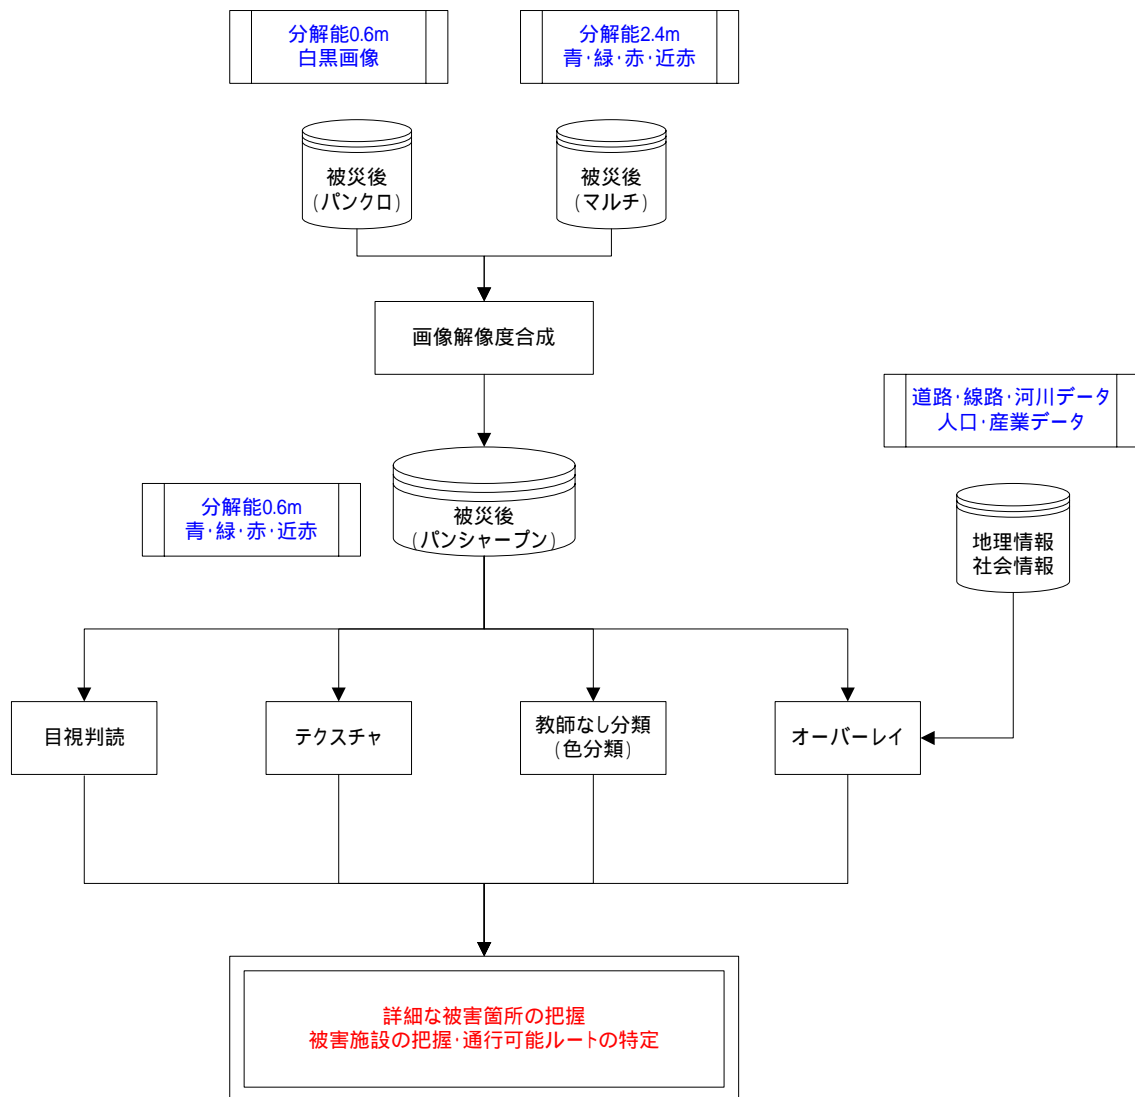 分解能0.6m
白黒画像
分解能2.4m
青・緑・赤・近赤
被災後
(パンクロ)
被災後
(マルチ)
画像解像度合成
道路・線路・河川データ
人口・産業データ
分解能0.6m
青・緑・赤・近赤
被災後
(パンシャープン)
地理情報
社会情報
目視判読
テクスチャ
教師なし分類
(色分類)
オーバーレイ
詳細な被害箇所の把握
被害施設の把握・通行可能ルートの特定